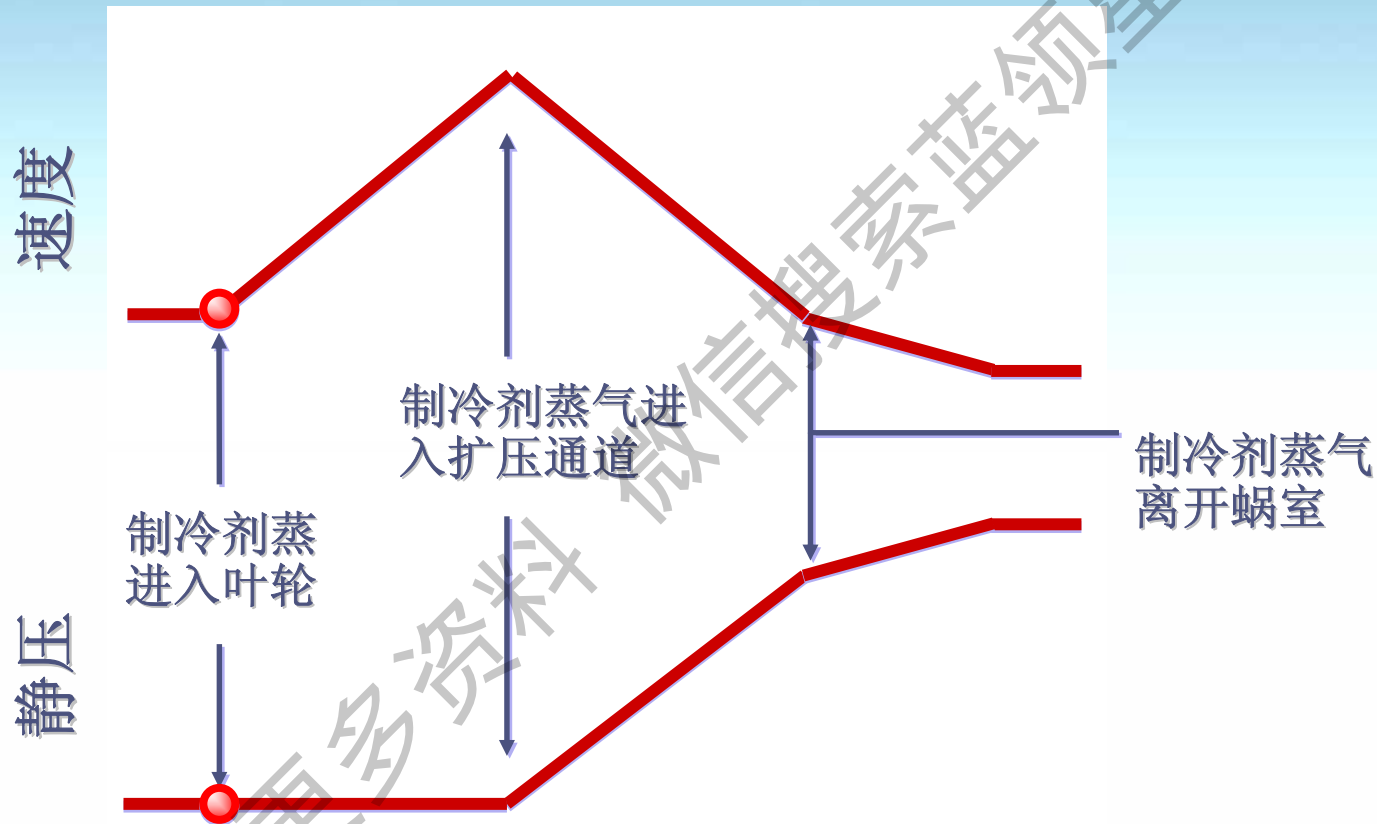 速度
制冷剂蒸气进
入扩压通道
制冷剂蒸气
离开蜗室
制冷剂蒸
进入叶轮
静压
更多资料 微信搜索蓝领